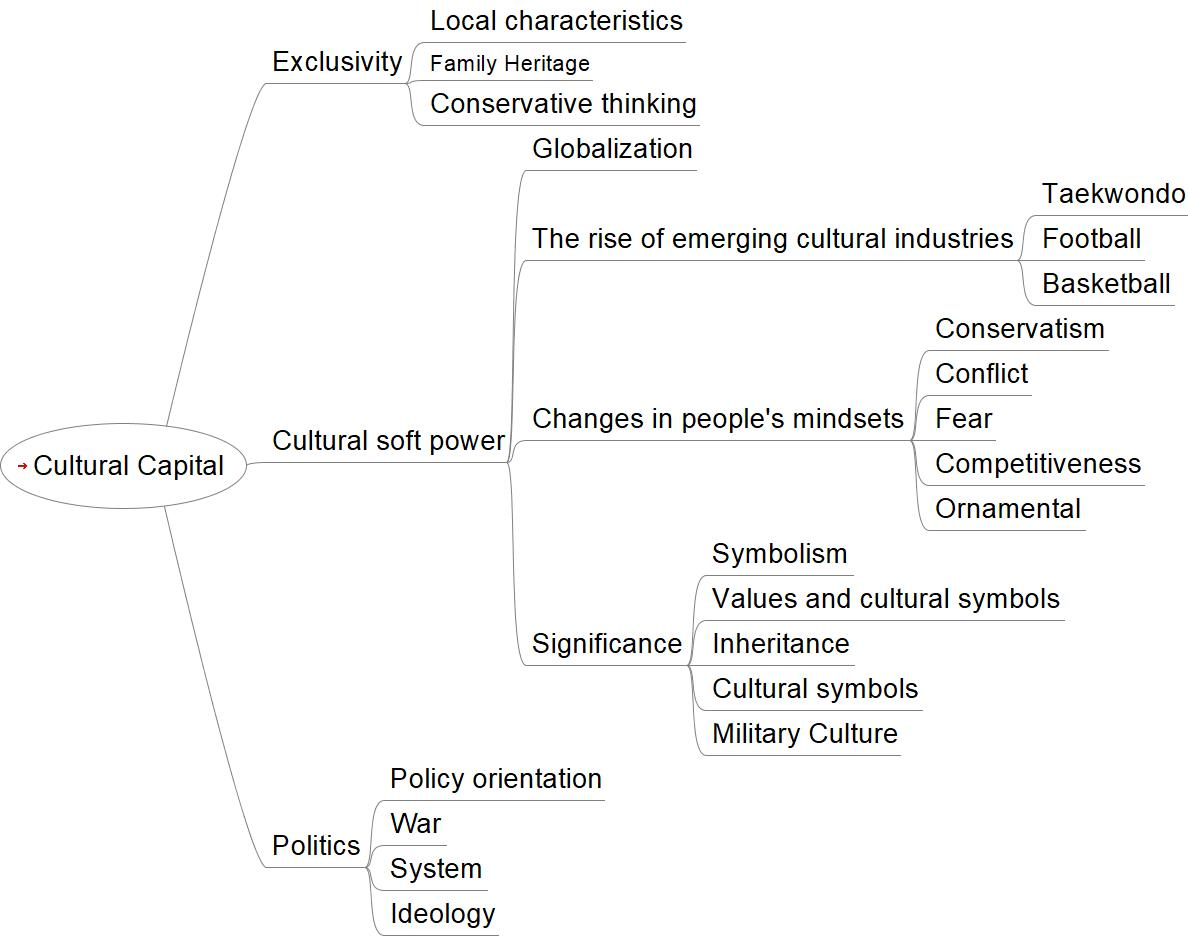 Cultural Capital
Exclusivity
Local characteristics
Family Heritage
Conservative thinking
Cultural soft power
Globalization
The rise of emerging cultural industries
Taekwondo
Football
Basketball
Changes in people's mindsets
Conservatism
Conflict
Fear
Competitiveness
Ornamental
Significance
Symbolism
Values and cultural symbols
Inheritance
Cultural symbols
Military Culture
Politics
Policy orientation
War
System
Ideology